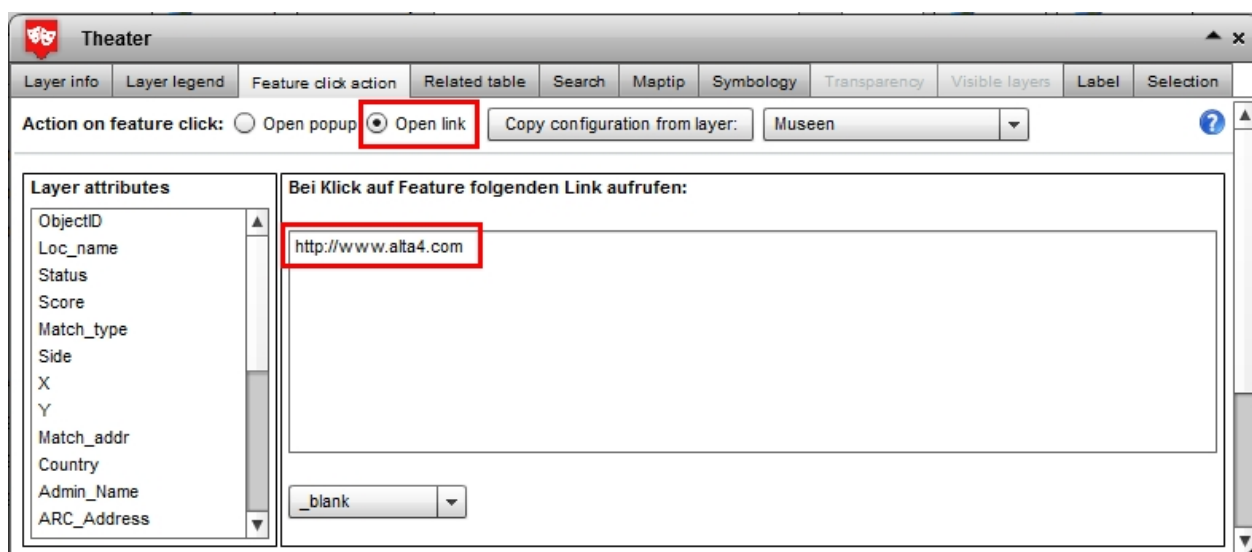 Theater
Layer info Layer legend Feature click action Related table Search Maptip Symbology Transparency Visible layers Label Selection
Action on feature click: Open popup Open link Copy configuration from layer: Museen ?
Layer attributes
ObjectID
Loc_name
Status
Score
Match_type
Side
X
Y
Match_addr
Country
Admin_Name
ARC_Address
Bei Klick auf Feature folgenden Link aufrufen:
http://www.alta4.com
_blank